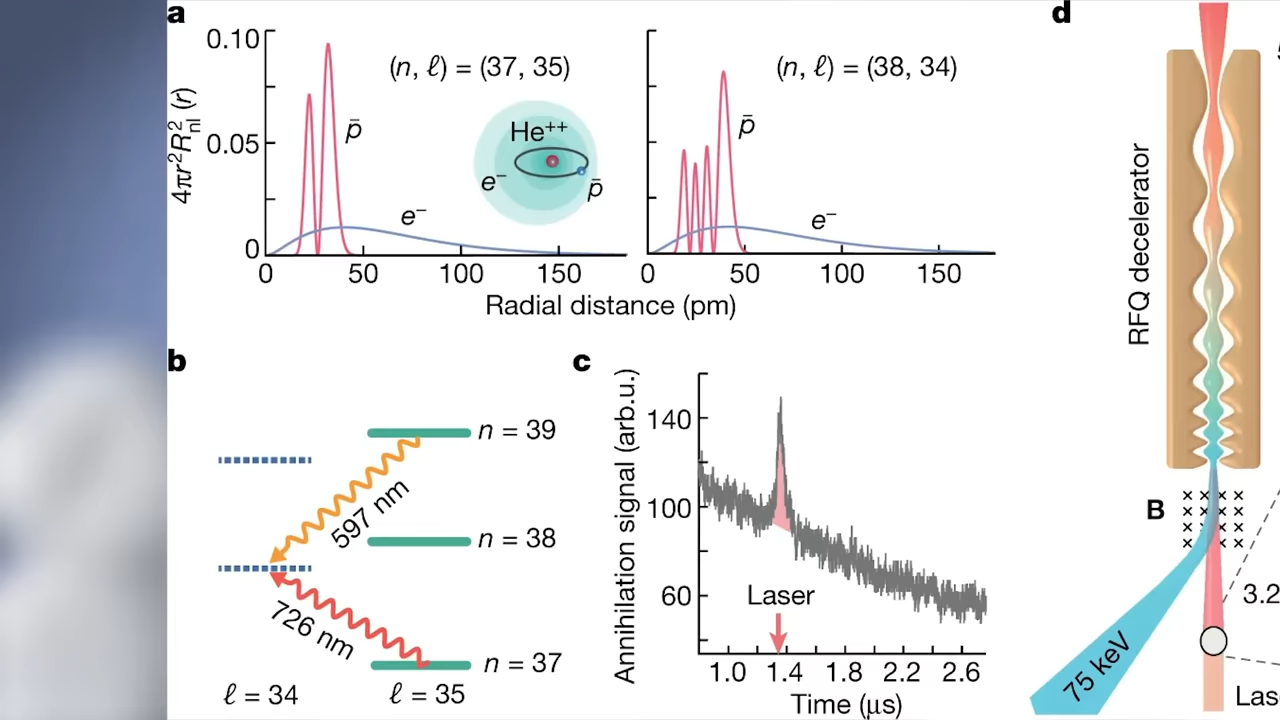 a
0.10
0.05
0
4πr²R²nl (r)
(n, ℓ) = (37, 35)
p̄
He⁺⁺
e⁻
p̄
e⁻
0
50
100
150
(n, ℓ) = (38, 34)
p̄
e⁻
0
50
100
150
Radial distance (pm)
b
n = 39
597 nm
n = 38
726 nm
n = 37
ℓ = 34
ℓ = 35
c
Annihilation signal (arb.u.)
140
100
60
Laser
1.0
1.4
1.8
2.2
2.6
Time (μs)
d
RFQ decelerator
B
3.2
75 keV